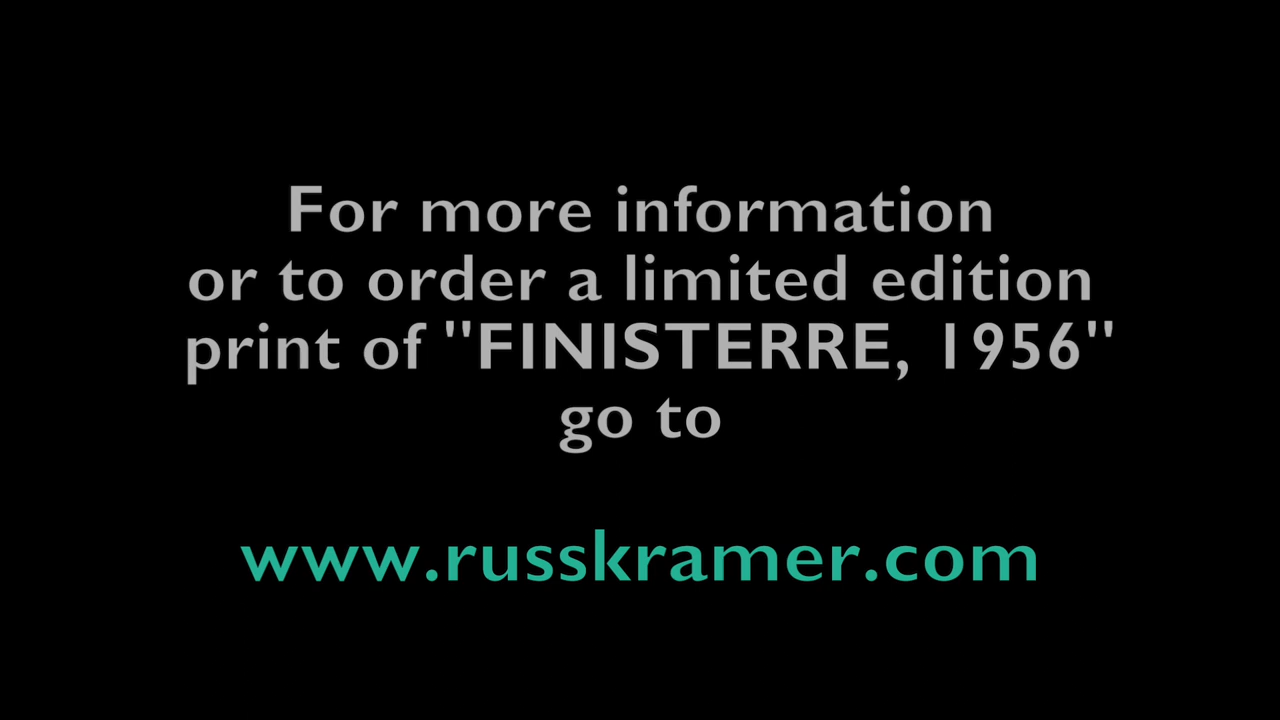 For more information
or to order a limited edition
print of "FINISTERRE, 1956"
go to
www.russkramer.com